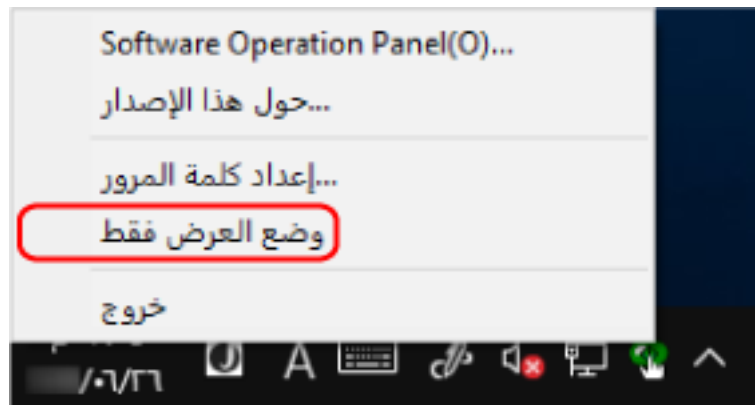 Software Operation Panel(O)...
حول هذا الإصدار...
إعداد كلمة المرور...
وضع العرض فقط
خروج
A
/٠٦/٢٦